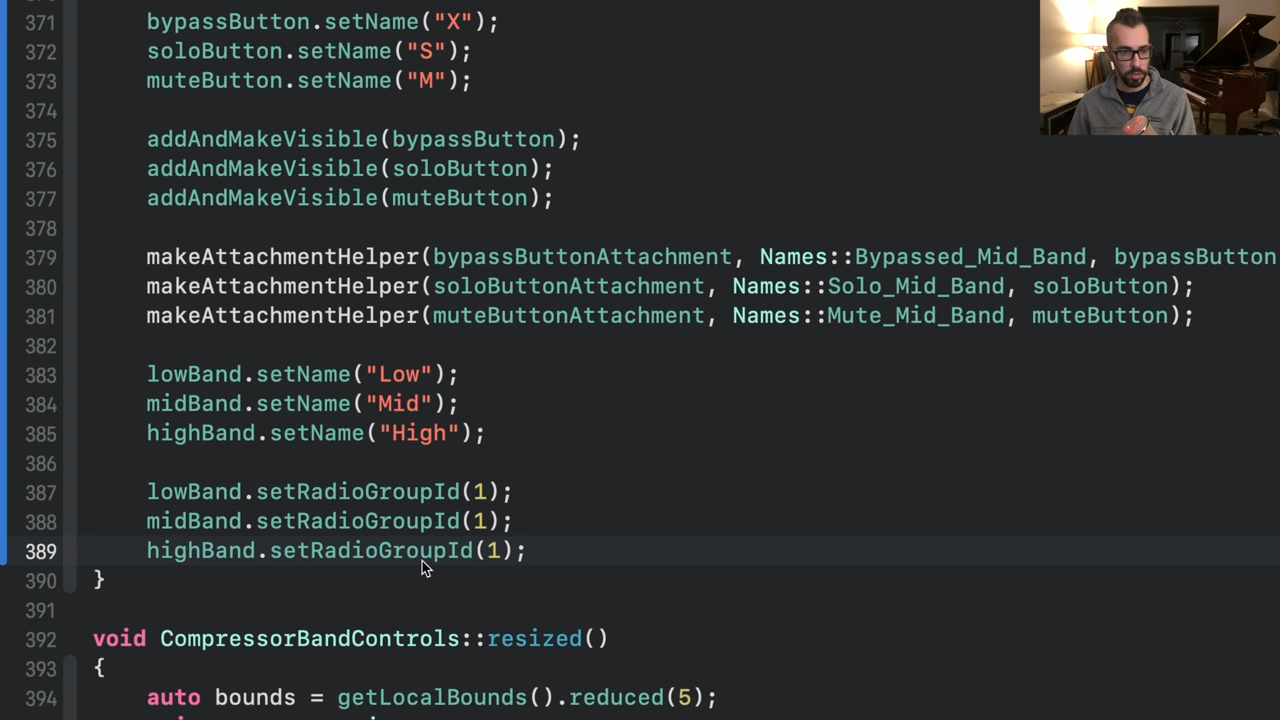 371 bypassButton.setName("X");
372 soloButton.setName("S");
373 muteButton.setName("M");
374
375 addAndMakeVisible(bypassButton);
376 addAndMakeVisible(soloButton);
377 addAndMakeVisible(muteButton);
378
379 makeAttachmentHelper(bypassButtonAttachment, Names::Bypassed_Mid_Band, bypassButton
380 makeAttachmentHelper(soloButtonAttachment, Names::Solo_Mid_Band, soloButton);
381 makeAttachmentHelper(muteButtonAttachment, Names::Mute_Mid_Band, muteButton);
382
383 lowBand.setName("Low");
384 midBand.setName("Mid");
385 highBand.setName("High");
386
387 lowBand.setRadioGroupId(1);
388 midBand.setRadioGroupId(1);
389 highBand.setRadioGroupId(1);
390 }
391
392 void CompressorBandControls::resized()
393 {
394 auto bounds = getLocalBounds().reduced(5);